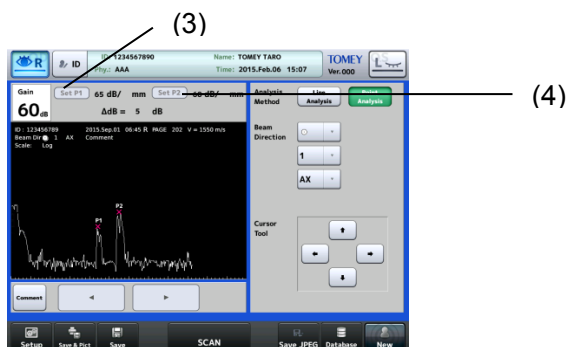 (3)
(4)
R
ID
ID: 1234567890
Name: TOMEY TARO
Phy.: AAA
Time: 2015.Feb.06 15:07
TOMEY
Ver.000
Gain
60dB
Set P1 65 dB/ mm Set P2 60 dB/ mm
ΔdB = 5 dB
Analysis Method
Line Analysis
Point Analysis
ID : 123456789 2015.Sep.01 06:45 R PAGE 202 V = 1550 m/s
Beam Dir 1 AX Comment
Scale: Log
P1
P2
Beam Direction
1
AX
Cursor Tool
Comment
Setup
Save & Pict
Save
SCAN
Save JPEG
Database
New